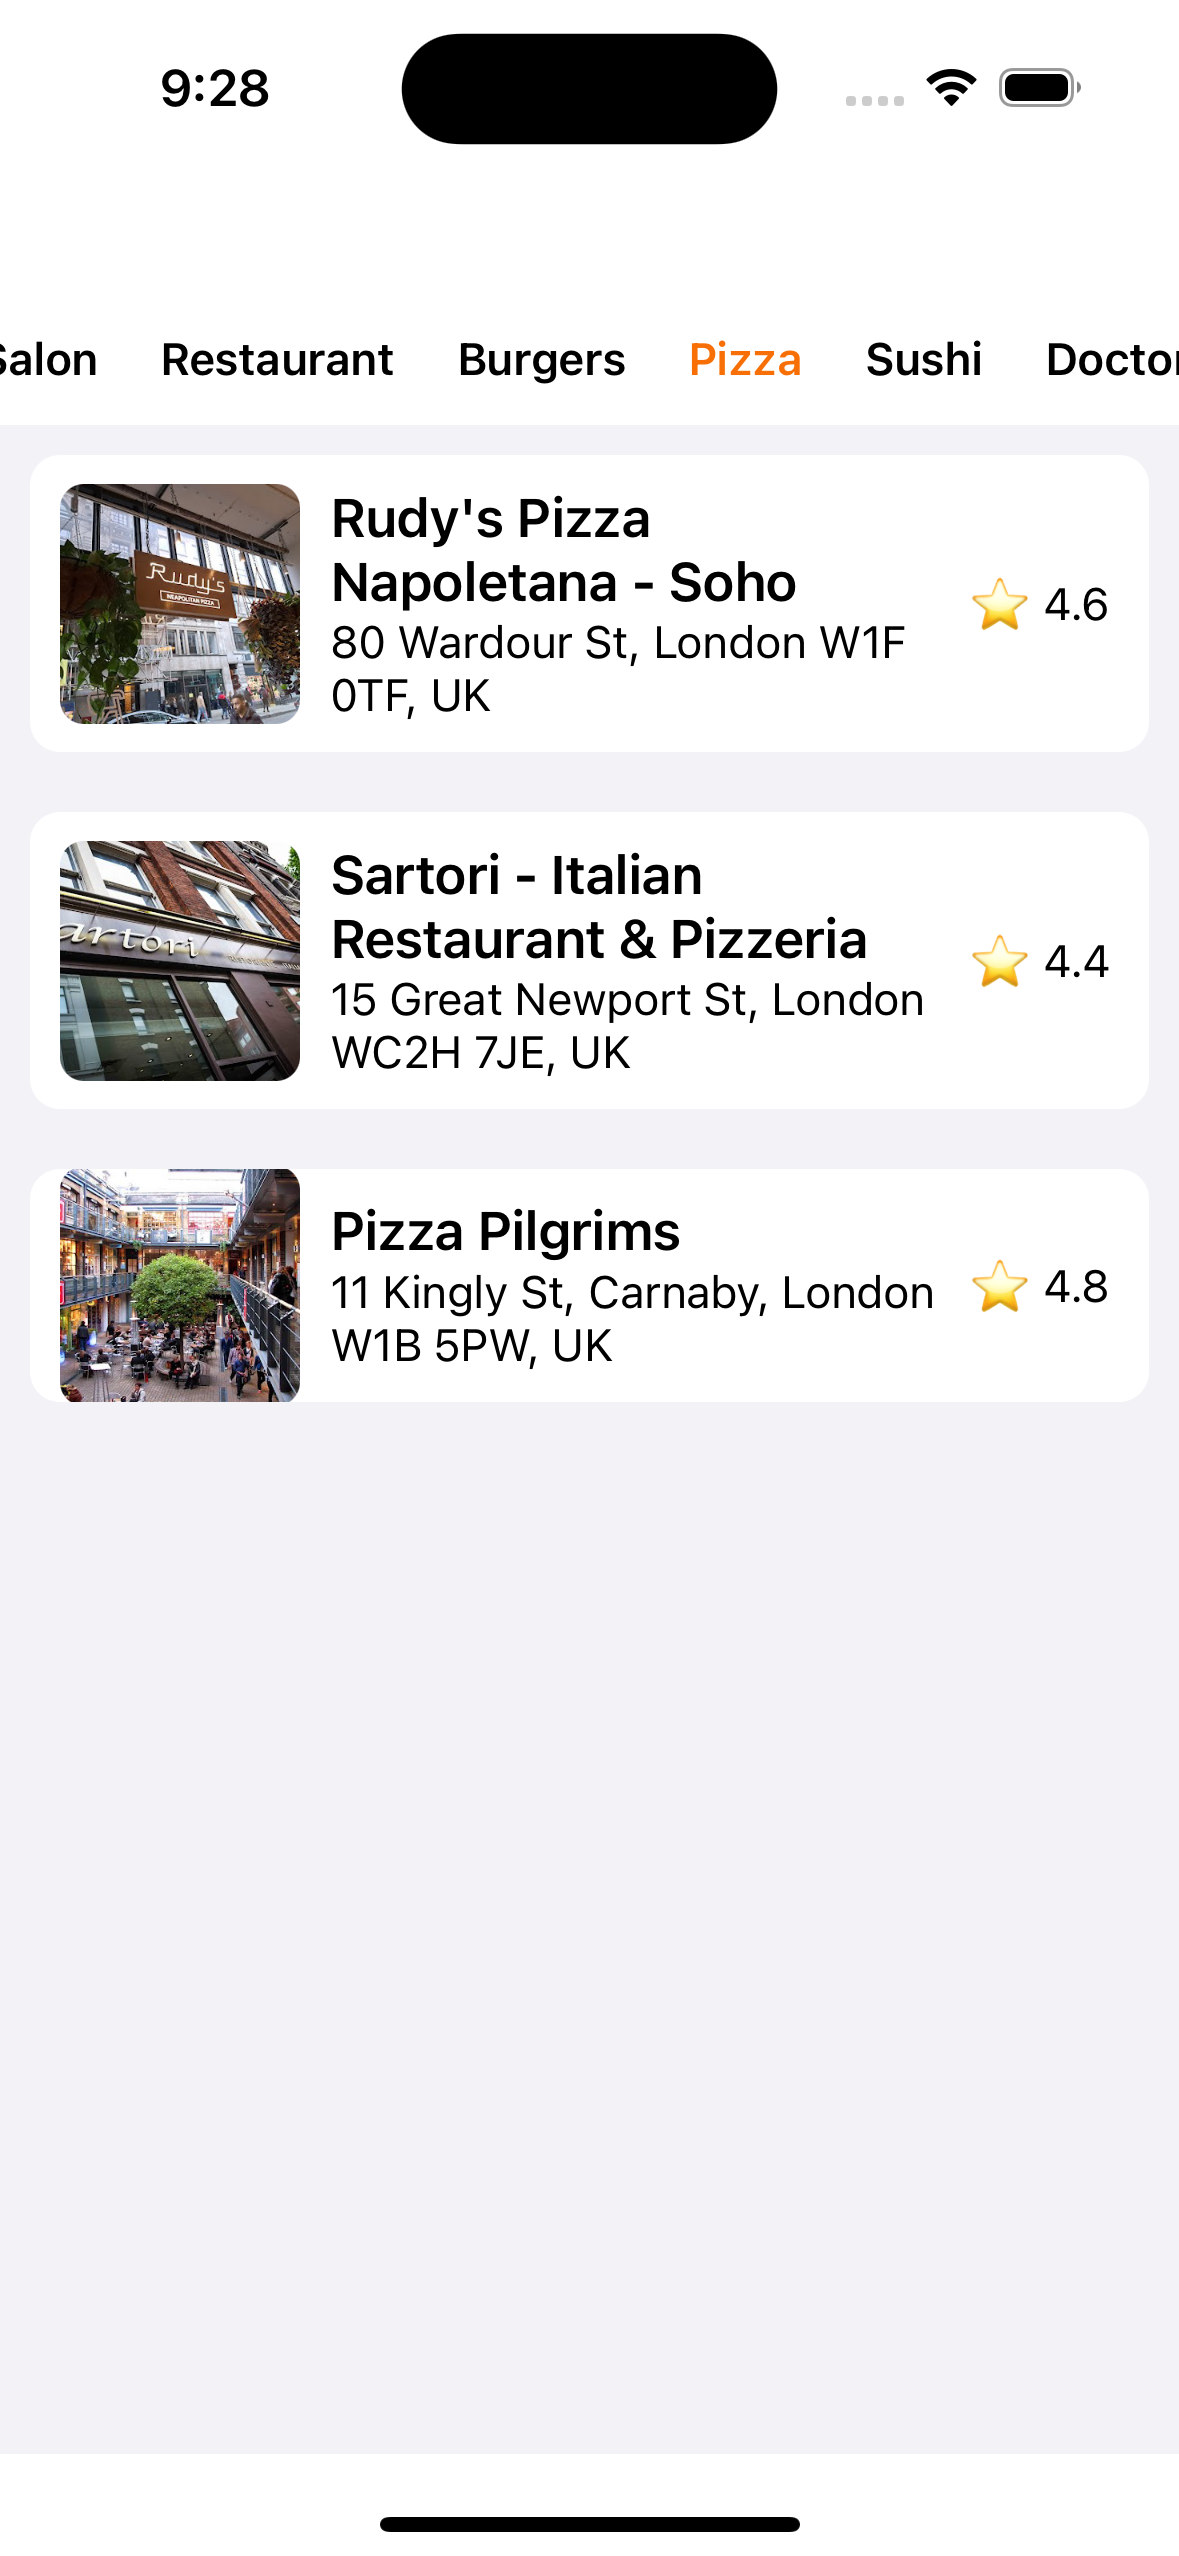 9:28
Salon Restaurant Burgers Pizza Sushi Doctor
Rudy's
NEAPOLITAN PIZZA
Rudy's Pizza
Napoletana - Soho
80 Wardour St, London W1F
0TF, UK
4.6
artori
Sartori - Italian
Restaurant & Pizzeria
15 Great Newport St, London
WC2H 7JE, UK
4.4
Pizza Pilgrims
11 Kingly St, Carnaby, London
W1B 5PW, UK
4.8